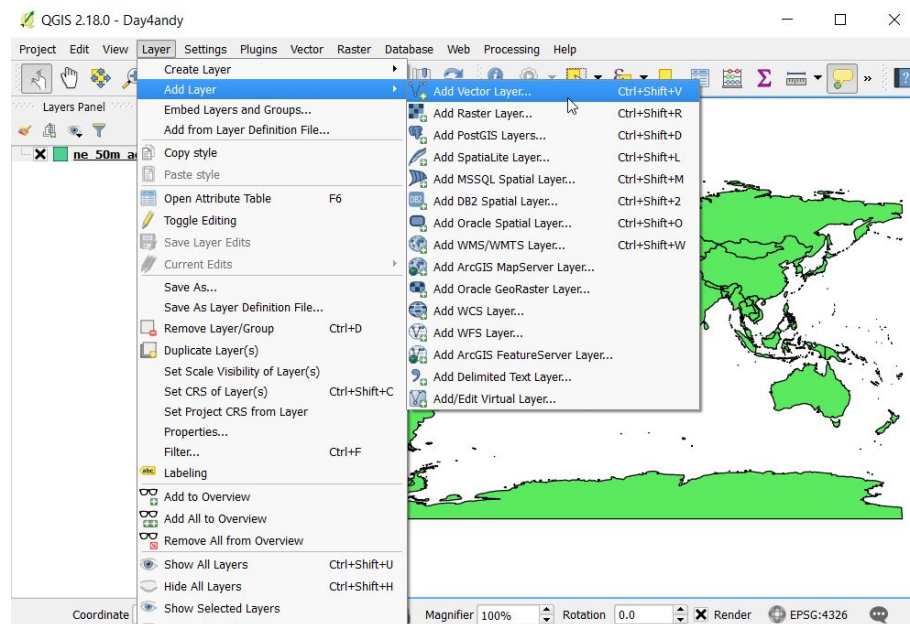 QGIS 2.18.0 - Day4andy
Project Edit View Layer Settings Plugins Vector Raster Database Web Processing Help
Layers Panel
ne_50m_a
Create Layer
Add Layer
Embed Layers and Groups...
Add from Layer Definition File...
Copy style
Paste style
Open Attribute Table F6
Toggle Editing
Save Layer Edits
Current Edits
Save As...
Save As Layer Definition File...
Remove Layer/Group Ctrl+D
Duplicate Layer(s)
Set Scale Visibility of Layer(s)
Set CRS of Layer(s) Ctrl+Shift+C
Set Project CRS from Layer
Properties...
Filter... Ctrl+F
abc Labeling
Add to Overview
Add All to Overview
Remove All from Overview
Show All Layers Ctrl+Shift+U
Hide All Layers Ctrl+Shift+H
Show Selected Layers
Add Vector Layer... Ctrl+Shift+V
Add Raster Layer... Ctrl+Shift+R
Add PostGIS Layers... Ctrl+Shift+D
Add SpatiaLite Layer... Ctrl+Shift+L
Add MSSQL Spatial Layer... Ctrl+Shift+M
DB2 Add DB2 Spatial Layer... Ctrl+Shift+2
Add Oracle Spatial Layer... Ctrl+Shift+O
Add WMS/WMTS Layer... Ctrl+Shift+W
Add ArcGIS MapServer Layer...
Add Oracle GeoRaster Layer...
Add WCS Layer...
Add WFS Layer...
Add ArcGIS FeatureServer Layer...
Add Delimited Text Layer...
Add/Edit Virtual Layer...
Coordinate Magnifier 100% Rotation 0.0 Render EPSG:4326